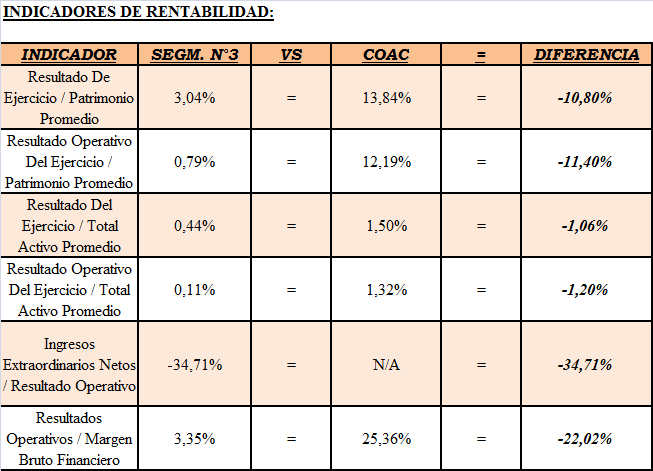 INDICADORES DE RENTABILIDAD:
INDICADOR SEGM. N°3 VS COAC = DIFERENCIA
Resultado De
Ejercicio / Patrimonio
Promedio
3,04% = 13,84% = -10,80%
Resultado Operativo
Del Ejercicio /
Patrimonio Promedio
0,79% = 12,19% = -11,40%
Resultado Del
Ejercicio / Total
Activo Promedio
0,44% = 1,50% = -1,06%
Resultado Operativo
Del Ejercicio / Total
Activo Promedio
0,11% = 1,32% = -1,20%
Ingresos
Extraordinarios Netos
/ Resultado Operativo
-34,71% = N/A = -34,71%
Resultados
Operativos / Margen
Bruto Financiero
3,35% = 25,36% = -22,02%